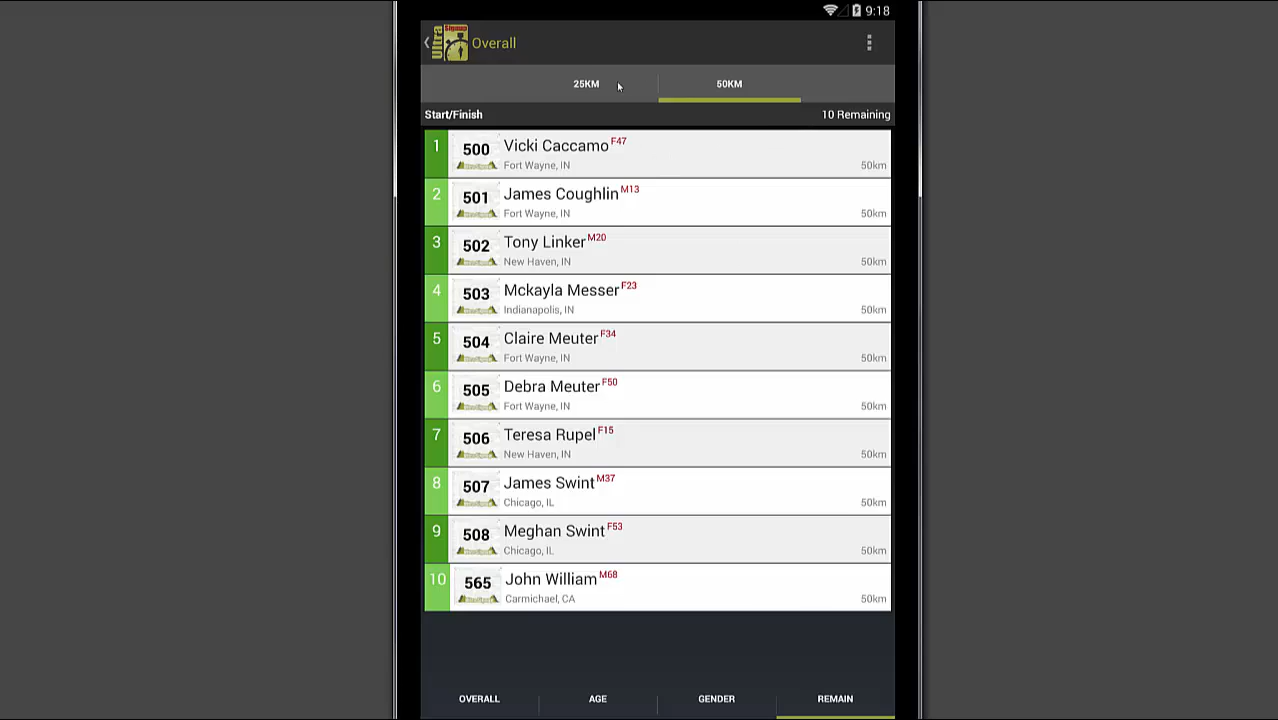 9:18
Ultra Signup
Overall
25KM 50KM
Start/Finish 10 Remaining
1 500 Vicki Caccamo F47
Fort Wayne, IN 50km
2 501 James Coughlin M13
Fort Wayne, IN 50km
3 502 Tony Linker M20
New Haven, IN 50km
4 503 Mckayla Messer F23
Indianapolis, IN 50km
5 504 Claire Meuter F34
Fort Wayne, IN 50km
6 505 Debra Meuter F50
Fort Wayne, IN 50km
7 506 Teresa Rupel F15
New Haven, IN 50km
8 507 James Swint M37
Chicago, IL 50km
9 508 Meghan Swint F53
Chicago, IL 50km
10 565 John William M68
Carmichael, CA 50km
OVERALL AGE GENDER REMAIN